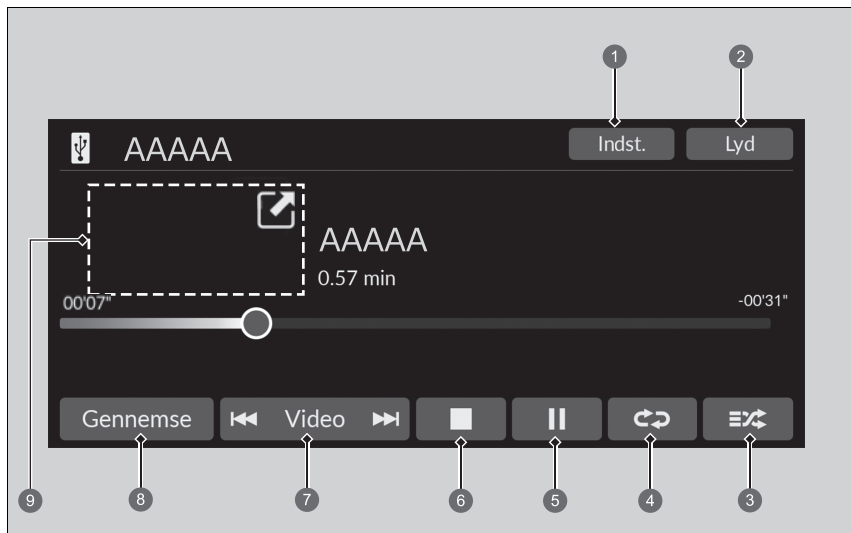 1 2
AAAAA Indst. Lyd
AAAAA
0.57 min
00'07" -00'31"
Gennemse Video
9 8 7 6 5 4 3